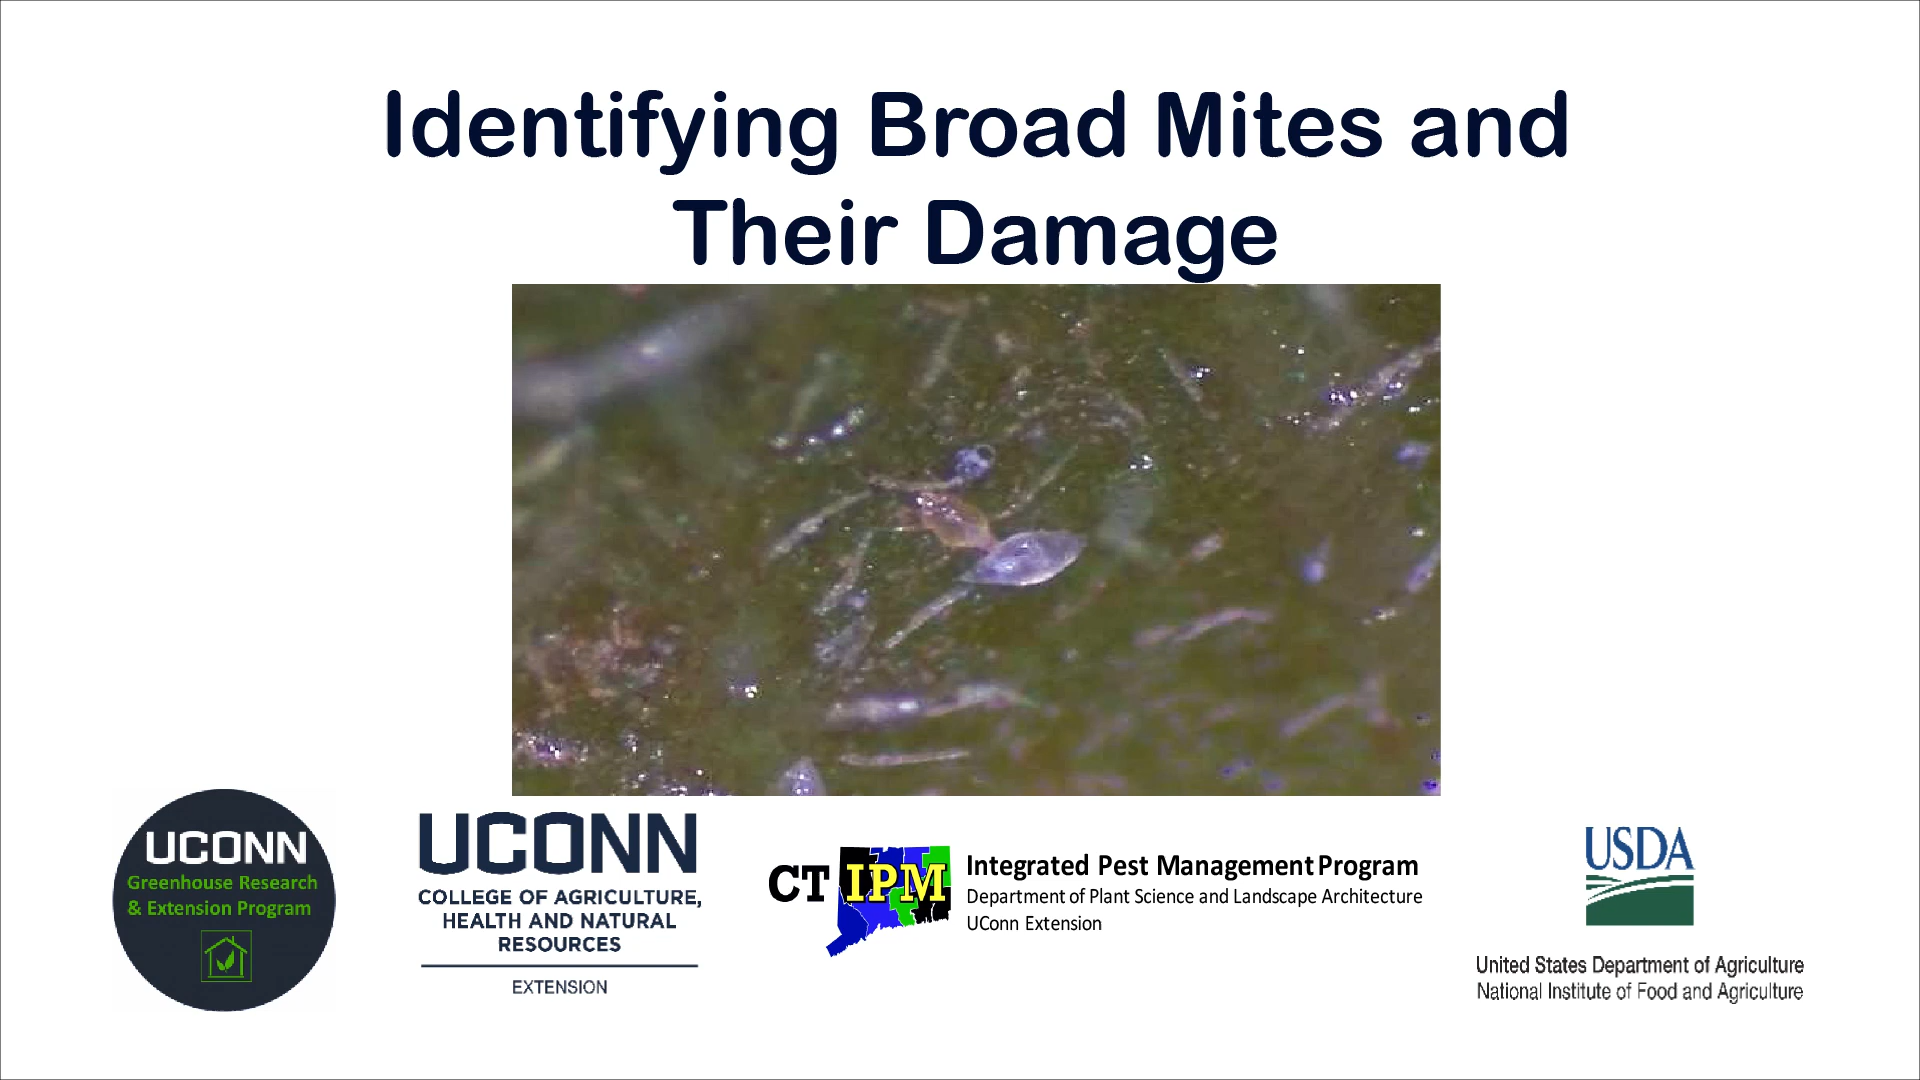 Identifying Broad Mites and
Their Damage
UCONN
Greenhouse Research
& Extension Program
UCONN
COLLEGE OF AGRICULTURE,
HEALTH AND NATURAL
RESOURCES
EXTENSION
CT IPM
Integrated Pest Management Program
Department of Plant Science and Landscape Architecture
UConn Extension
USDA
United States Department of Agriculture
National Institute of Food and Agriculture